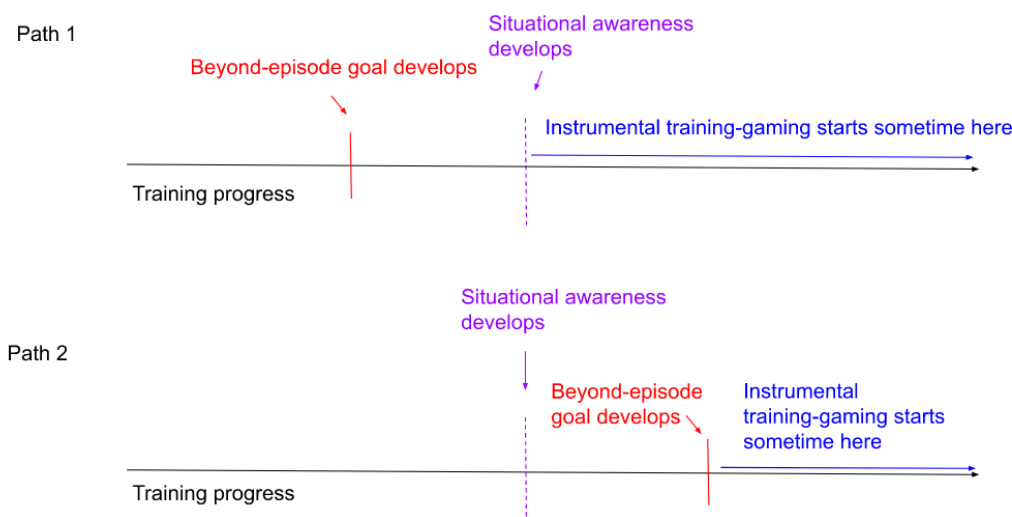 Path 1
Situational awareness
develops
Beyond-episode goal develops
Instrumental training-gaming starts sometime here
Training progress
Situational awareness
develops
Path 2
Beyond-episode
goal develops
Instrumental
training-gaming starts
sometime here
Training progress